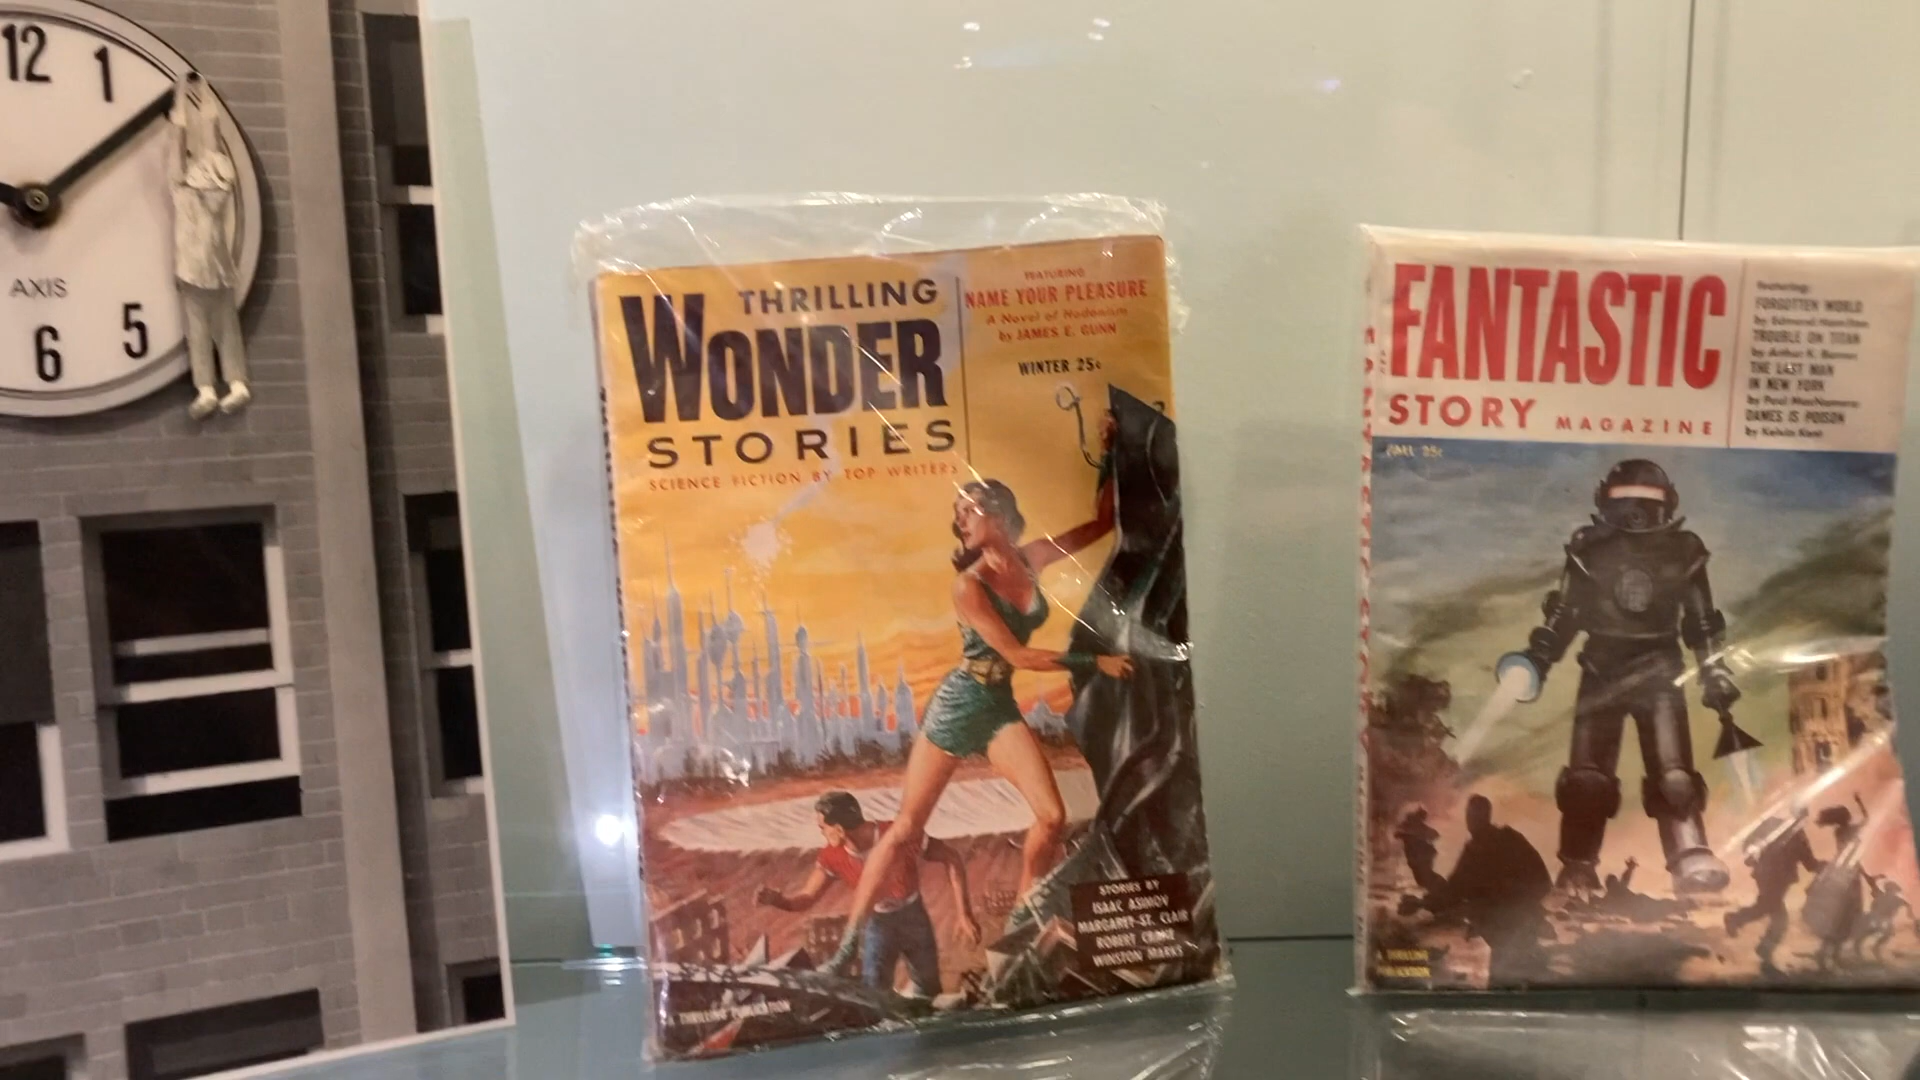 12
1
AXIS
5
6
THRILLING
WONDER
STORIES
SCIENCE FICTION BY TOP WRITERS
FEATURING
NAME YOUR PLEASURE
A Novel of Hedonism
by JAMES E. GUNN
WINTER 25¢
STORIES BY
ISAAC ASIMOV
MARGARET ST. CLAIR
ROBERT
WINSTON MARKS
A THRILLING PUBLICATION
FANTASTIC
STORY MAGAZINE
FALL 25¢
featuring:
FORGOTTEN WORLD
by Edmond Hamilton
TROUBLE ON TITAN
by Arthur K. Barnes
THE LAST MAN
IN NEW YORK
by Paul MacNamara
DAMES IS POISON
by Kelvin Kent
A THRILLING
PUBLICATION